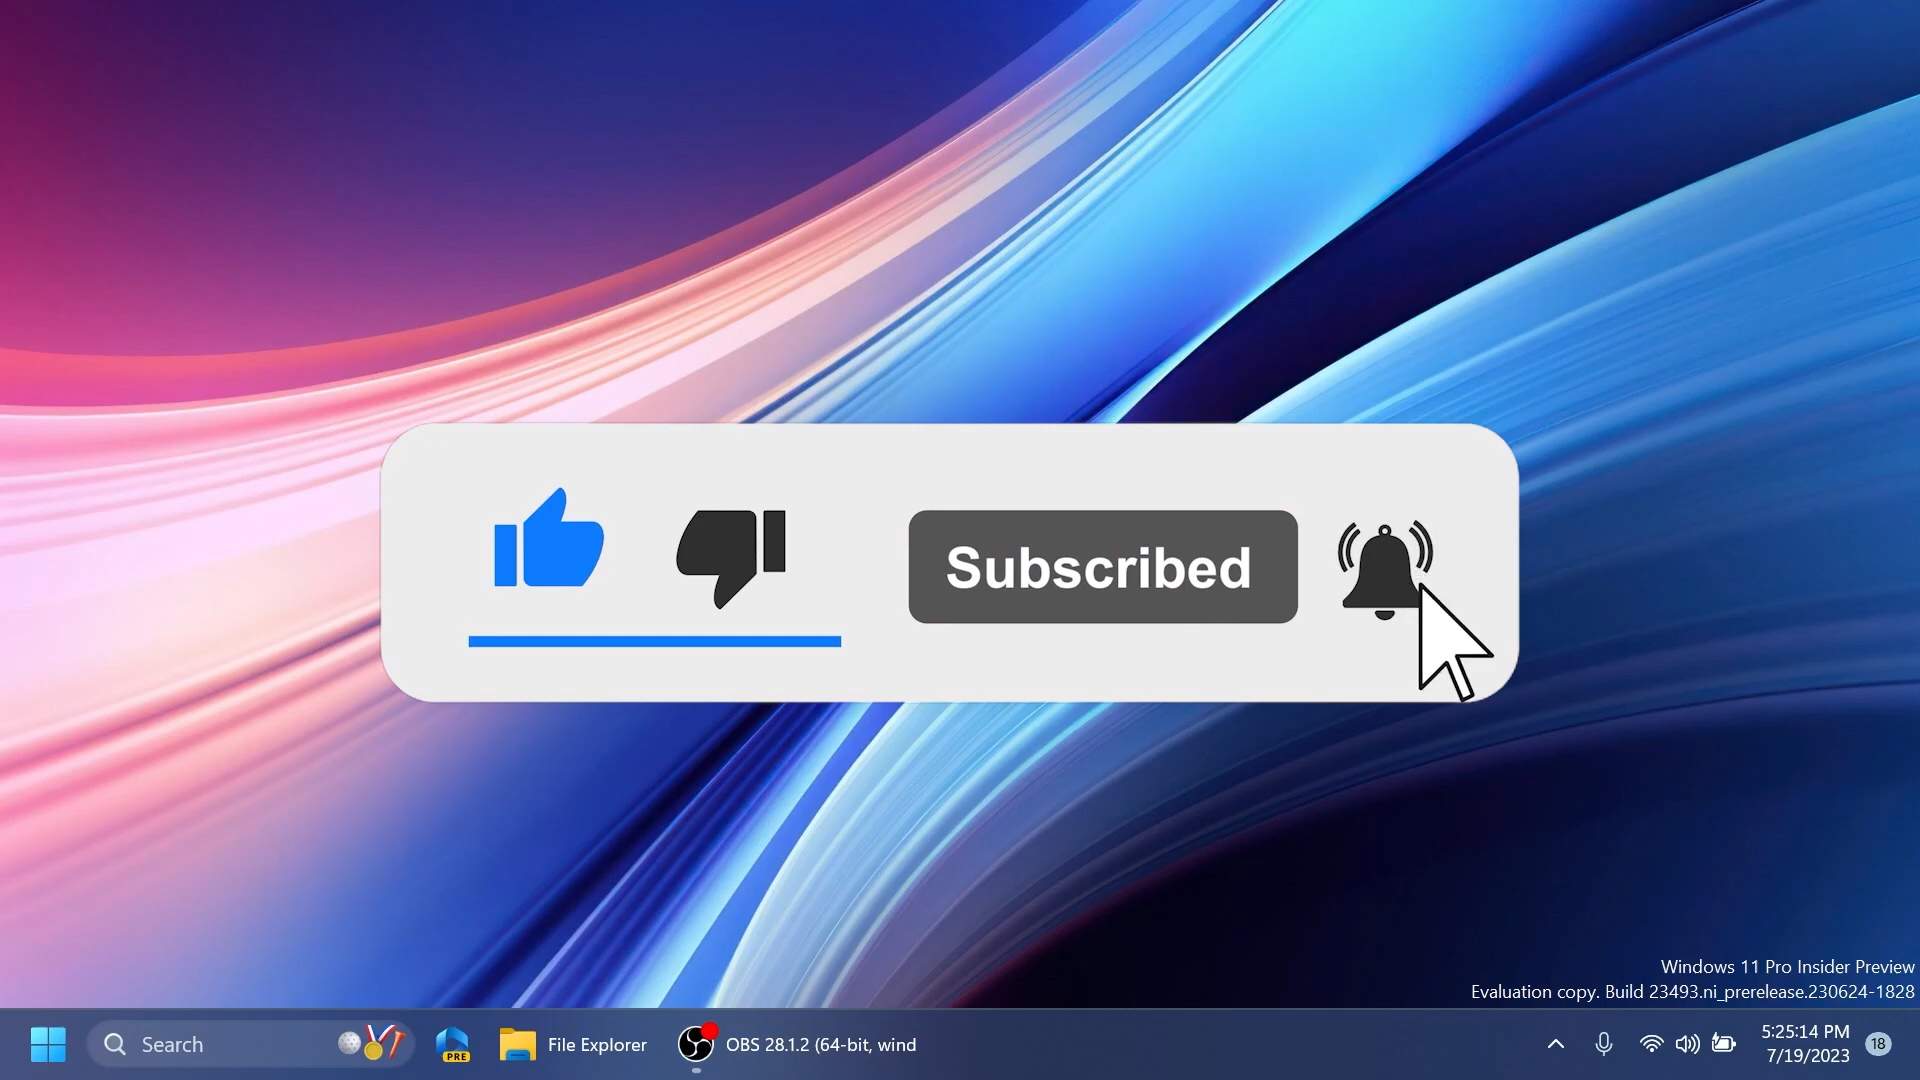 Subscribed
Windows 11 Pro Insider Preview
Evaluation copy. Build 23493.ni_prerelease.230624-1828
Search
PRE
File Explorer
OBS 28.1.2 (64-bit, wind
5:25:14 PM
7/19/2023
18